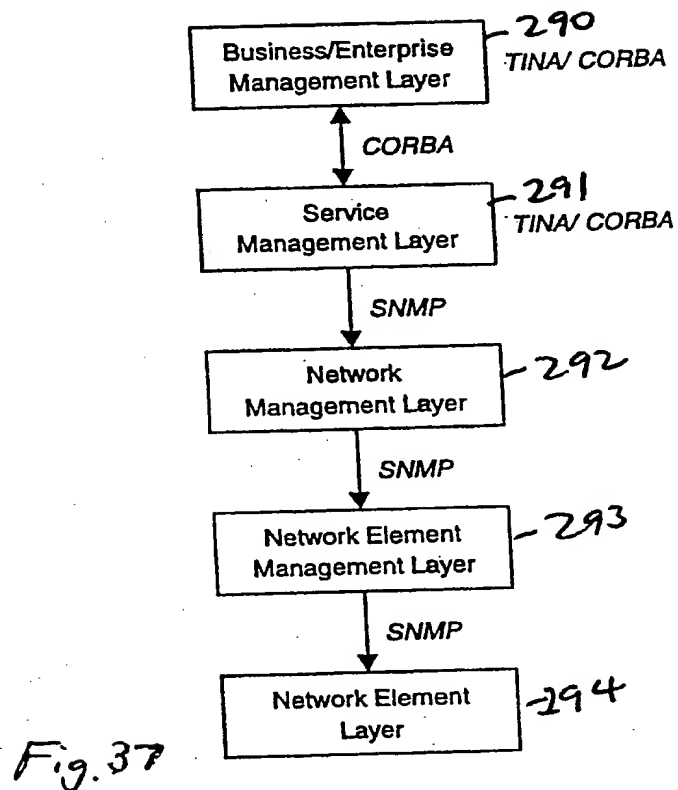 Business/Enterprise
Management Layer
290
TINA/ CORBA
CORBA
Service
Management Layer
291
TINA/ CORBA
SNMP
Network
Management Layer
292
SNMP
Network Element
Management Layer
293
SNMP
Network Element
Layer
294
Fig. 37